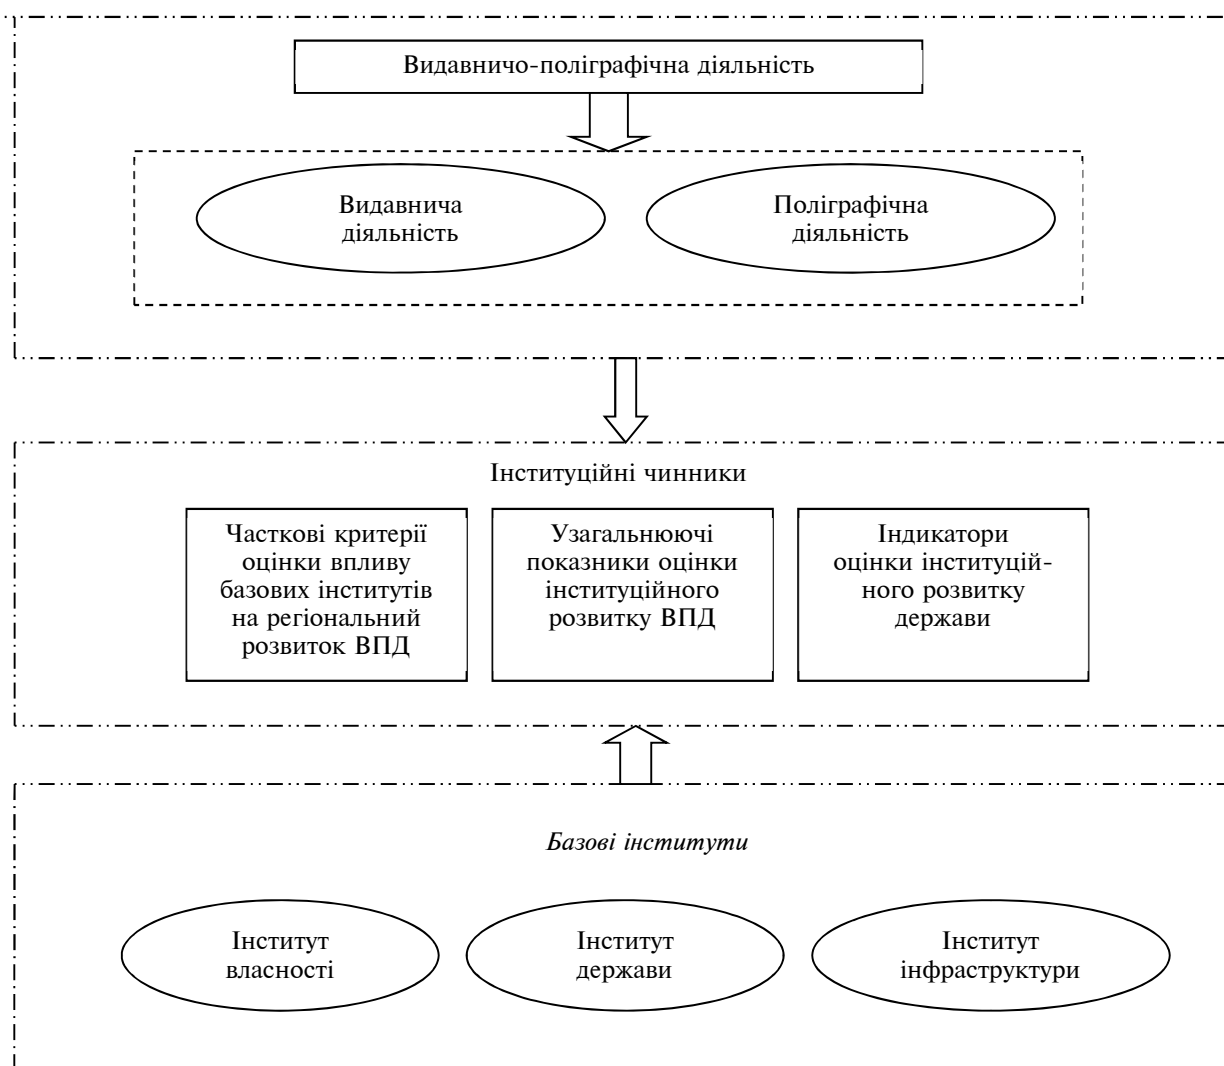 Видавничо-поліграфічна діяльність
Видавнича
діяльність
Поліграфічна
діяльність
Інституційні чинники
Часткові критерії
оцінки впливу
базових інститутів
на регіональний
розвиток ВПД
Узагальнюючі
показники оцінки
інституційного
розвитку ВПД
Індикатори
оцінки інституцій-
ного розвитку
держави
Базові інститути
Інститут
власності
Інститут
держави
Інститут
інфраструктури